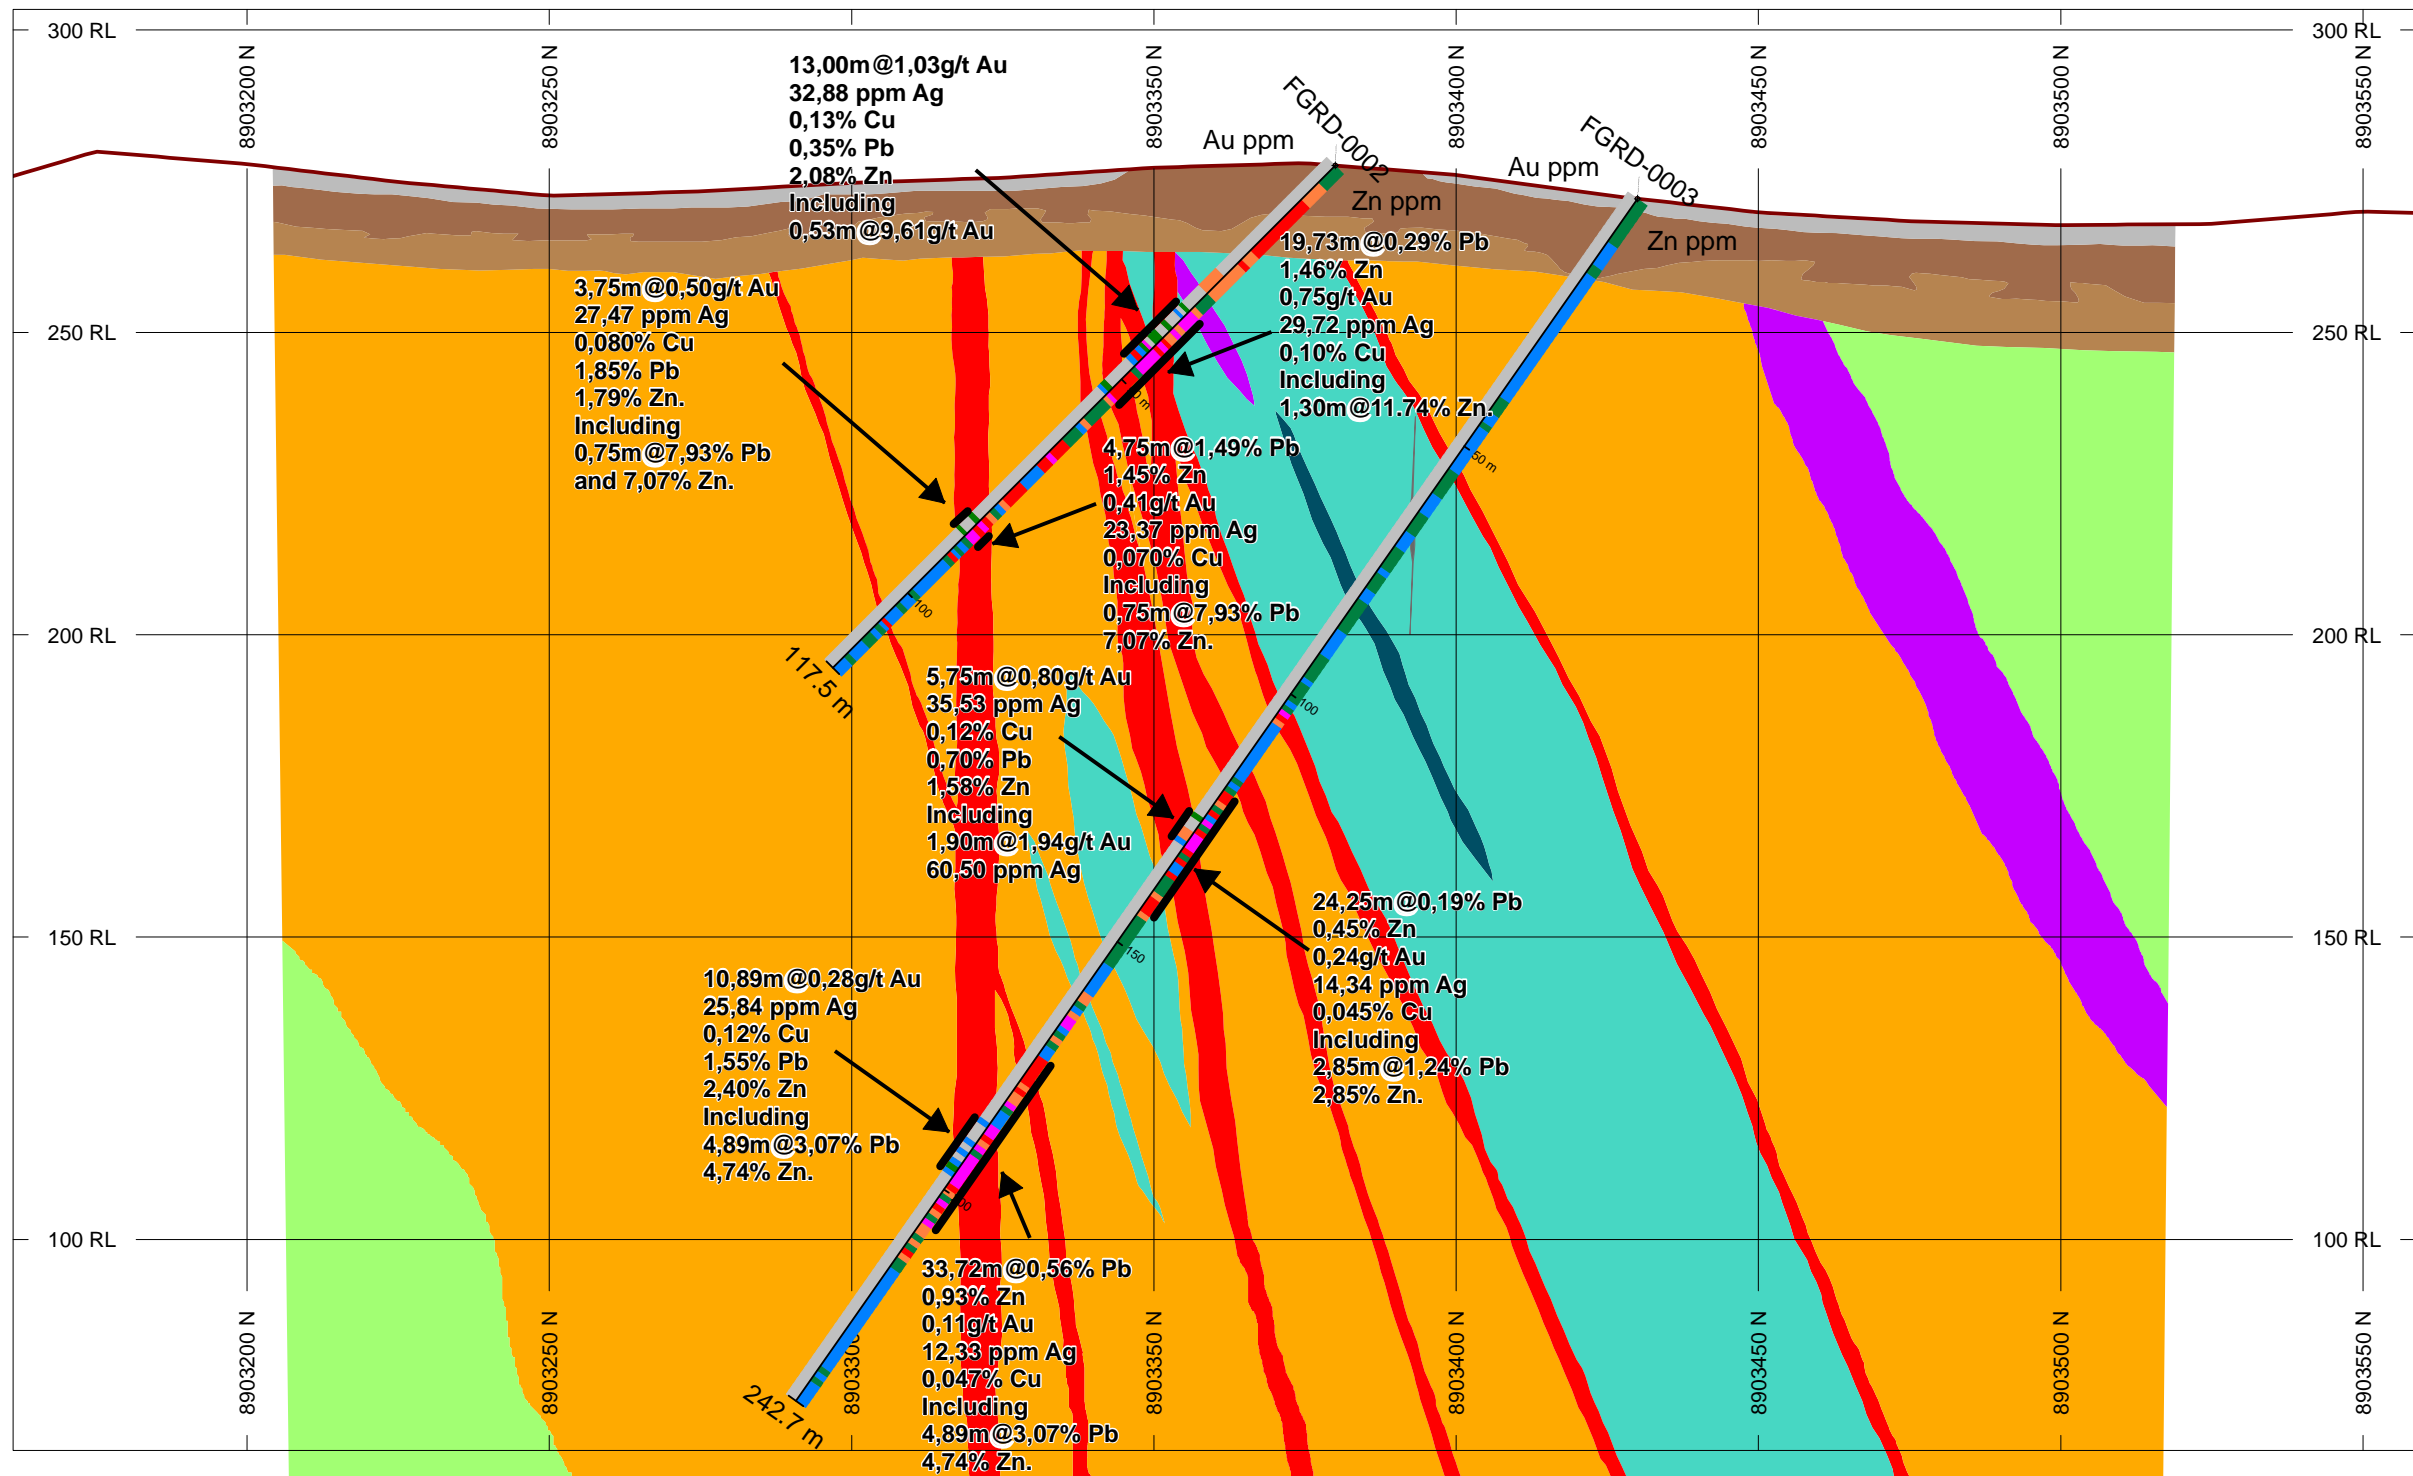 300 RL
300 RL
8903200 N
8903250 N
8903350 N
8903400 N
8903450 N
8903500 N
8903550 N
13,00m@1,03g/t Au
32,88 ppm Ag
0,13% Cu
0,35% Pb
2,08% Zn
Including
0,53m@9,61g/t Au
Au ppm
FGRD-0002
Zn ppm
Au ppm
FGRD-0003
Zn ppm
19,73m@0,29% Pb
1,46% Zn
0,75g/t Au
29,72 ppm Ag
0,10% Cu
Including
1,30m@11.74% Zn.
3,75m@0,50g/t Au
27,47 ppm Ag
0,080% Cu
1,85% Pb
1,79% Zn.
Including
0,75m@7,93% Pb
and 7,07% Zn.
250 RL
250 RL
4,75m@1,49% Pb
1,45% Zn
0,41g/t Au
23,37 ppm Ag
0,070% Cu
Including
0,75m@7,93% Pb
7,07% Zn.
50 m
100
117.5 m
200 RL
200 RL
5,75m@0,80g/t Au
35,53 ppm Ag
0,12% Cu
0,70% Pb
1,58% Zn
Including
1,90m@1,94g/t Au
60,50 ppm Ag
100
24,25m@0,19% Pb
0,45% Zn
0,24g/t Au
14,34 ppm Ag
0,045% Cu
Including
2,85m@1,24% Pb
2,85% Zn.
150 RL
150 RL
150
10,89m@0,28g/t Au
25,84 ppm Ag
0,12% Cu
1,55% Pb
2,40% Zn
Including
4,89m@3,07% Pb
4,74% Zn.
100 RL
100 RL
33,72m@0,56% Pb
0,93% Zn
0,11g/t Au
12,33 ppm Ag
0,047% Cu
Including
4,89m@3,07% Pb
4,74% Zn.
242.7 m
8903200 N
8903250 N
890330
8903350 N
8903400 N
8903450 N
8903500 N
8903550 N